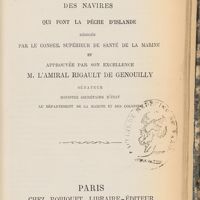 DES NAVIRES
QUI FONT LA PÊCHE D'ISLANDE
RÉDIGÉE
PAR LE CONSEIL SUPÉRIEUR DE SANTÉ DE LA MARINE
ET
APPROUVÉE PAR SON EXCELLENCE
M. L'AMIRAL RIGAULT DE GENOUILLY
SÉNATEUR
MINISTRE SECRÉTAIRE D'ÉTAT
AU DÉPARTEMENT DE LA MARINE ET DES COLONIES
PARIS
CHEZ ROBIQUET, LIBRAIRE-ÉDITEUR